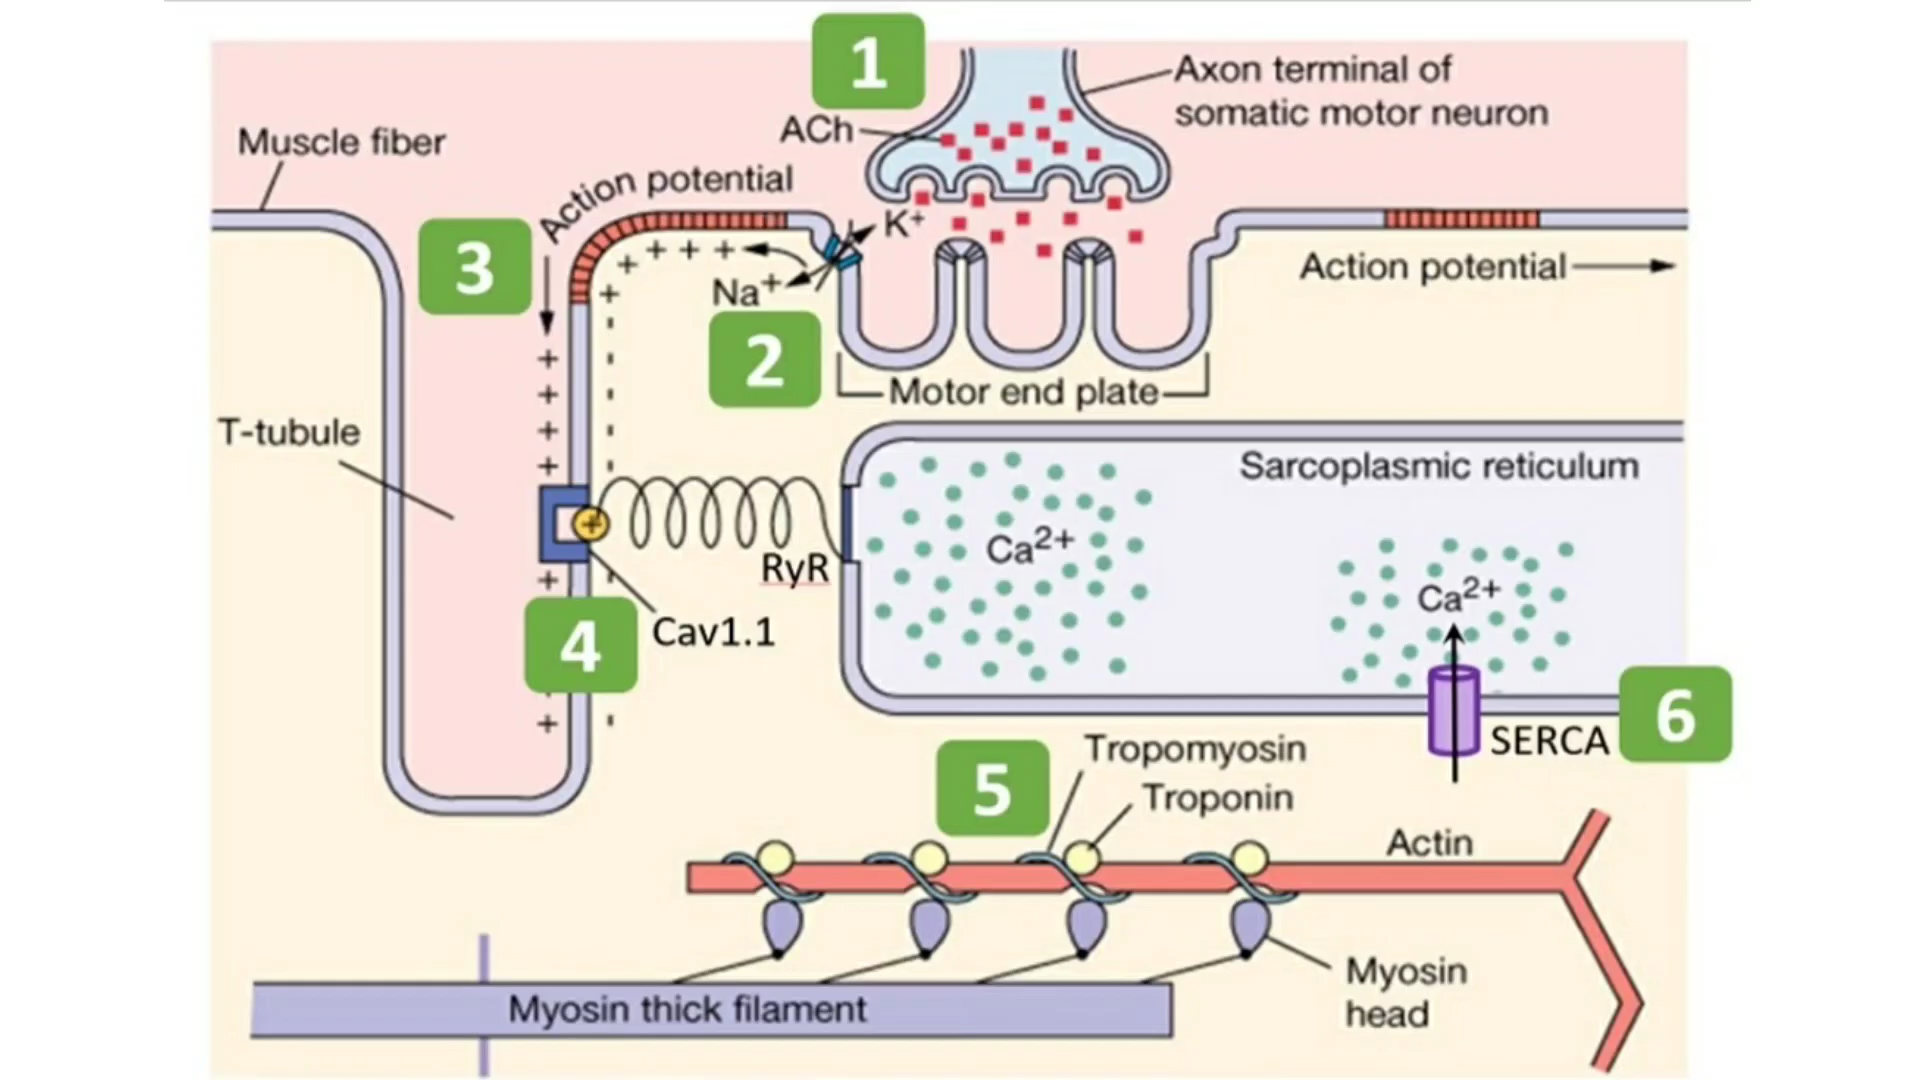 1
Axon terminal of
somatic motor neuron
ACh
Muscle fiber
Action potential
K+
3
+ + + +
Na+
+
Action potential
2
Motor end plate
+
+
+
+
T-tubule
Sarcoplasmic reticulum
+
Ca2+
RyR
+
Ca2+
4
Cav1.1
6
+
SERCA
5
Tropomyosin
Troponin
Actin
Myosin
head
Myosin thick filament